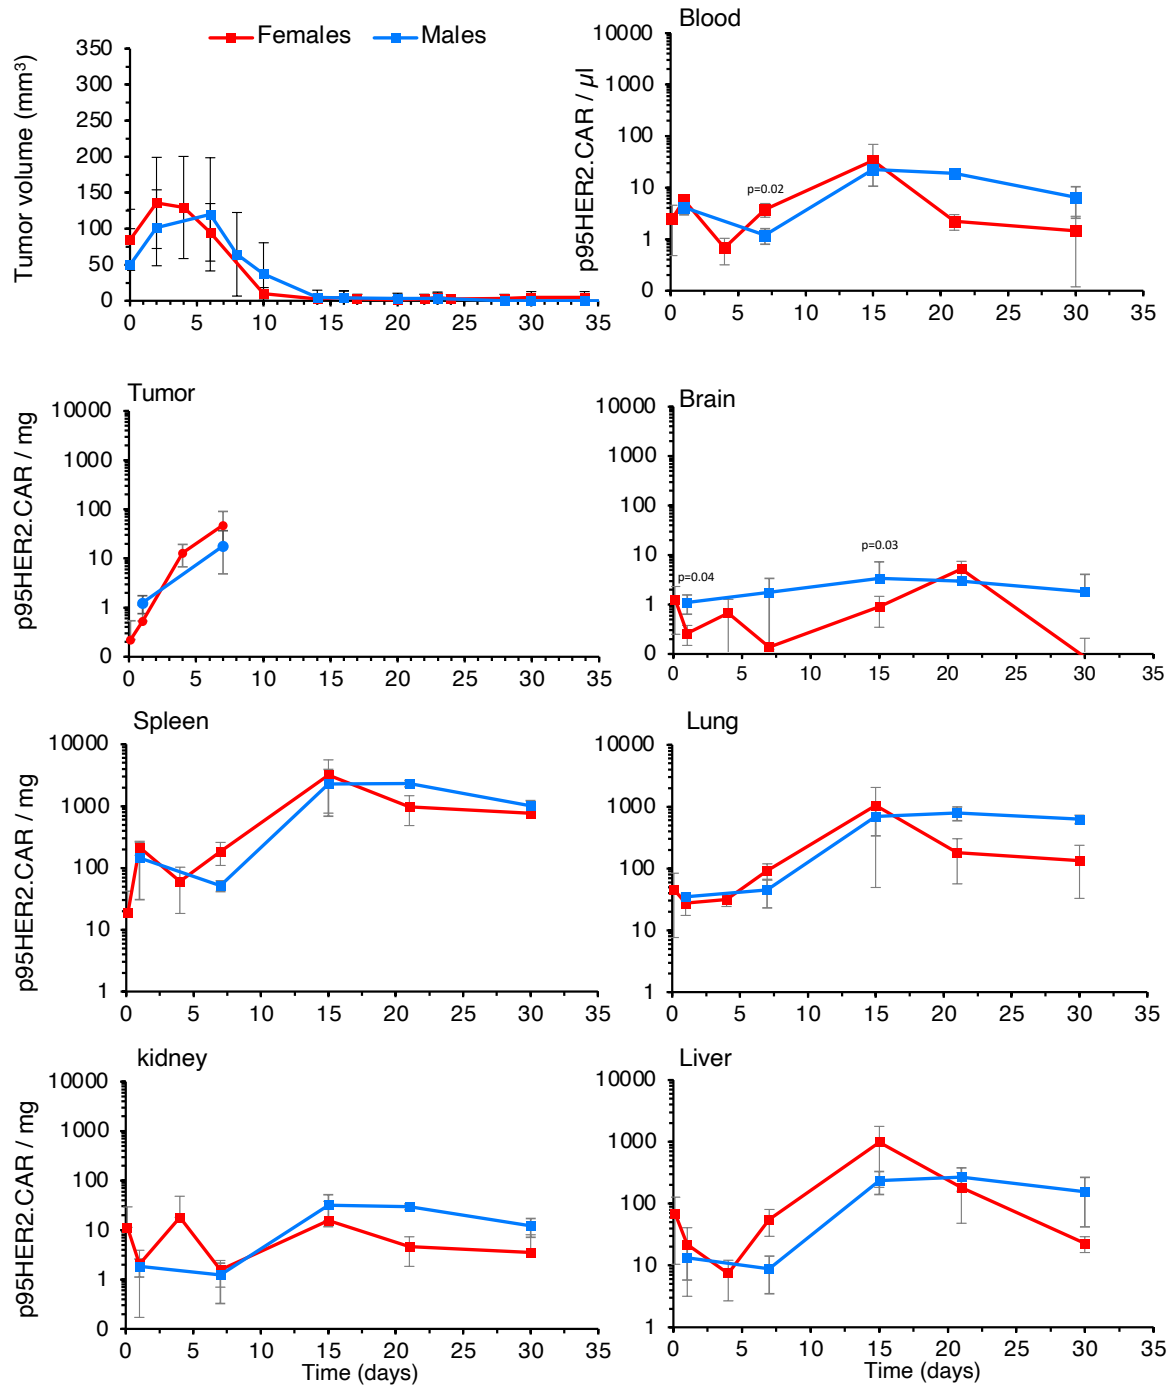 Females Males
Tumor volume (mm³)
350
300
250
200
150
100
50
0
0 5 10 15 20 25 30 35
Blood
p95HER2.CAR / µl
10000
1000
100
10
1
0
p=0.02
0 5 10 15 20 25 30 35
Tumor
p95HER2.CAR / mg
10000
1000
100
10
1
0
0 5 10 15 20 25 30 35
Brain
10000
1000
100
10
1
0
p=0.04
p=0.03
0 5 10 15 20 25 30 35
Spleen
p95HER2.CAR / mg
10000
1000
100
10
1
0 5 10 15 20 25 30 35
Lung
10000
1000
100
10
1
0 5 10 15 20 25 30 35
kidney
p95HER2.CAR / mg
10000
1000
100
10
1
0
0 5 10 15 20 25 30 35
Time (days)
Liver
10000
1000
100
10
1
0 5 10 15 20 25 30 35
Time (days)